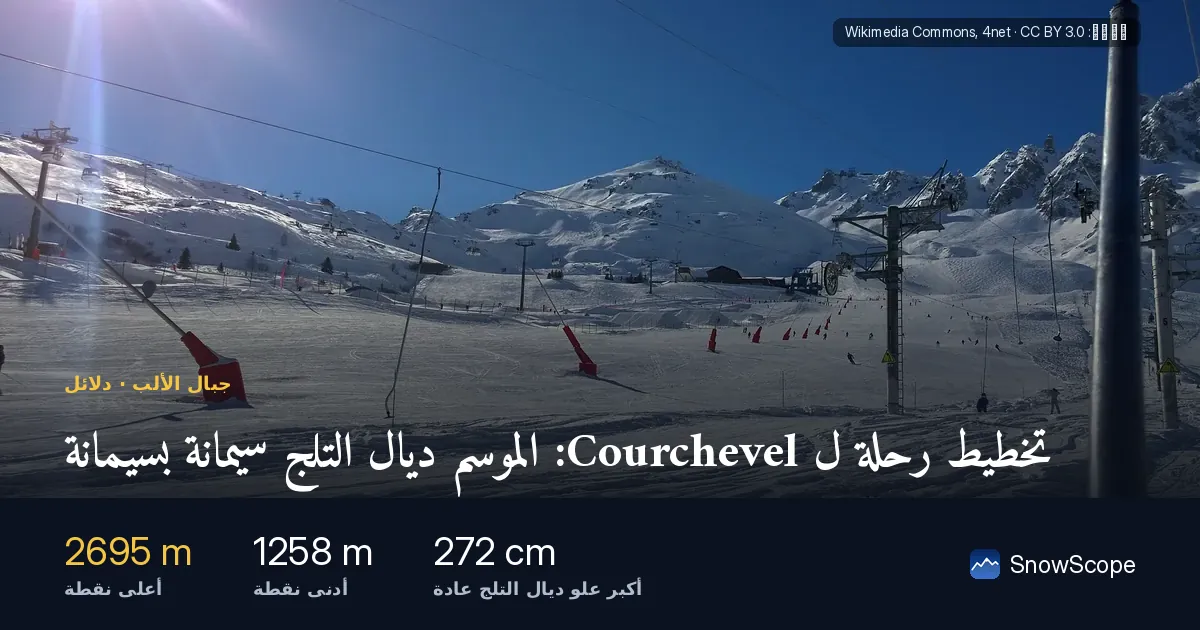 Wikimedia Commons, 4net · CC BY 3.0 :
جبال الألب · دلائل
تخطيط رحلة ل Courchevel: الموسم ديال التلج سيمانة بسيمانة
2695 m
أعلى نقطة
1258 m
أدنى نقطة
272 cm
أكبر علو ديال التلج عادة
SnowScope